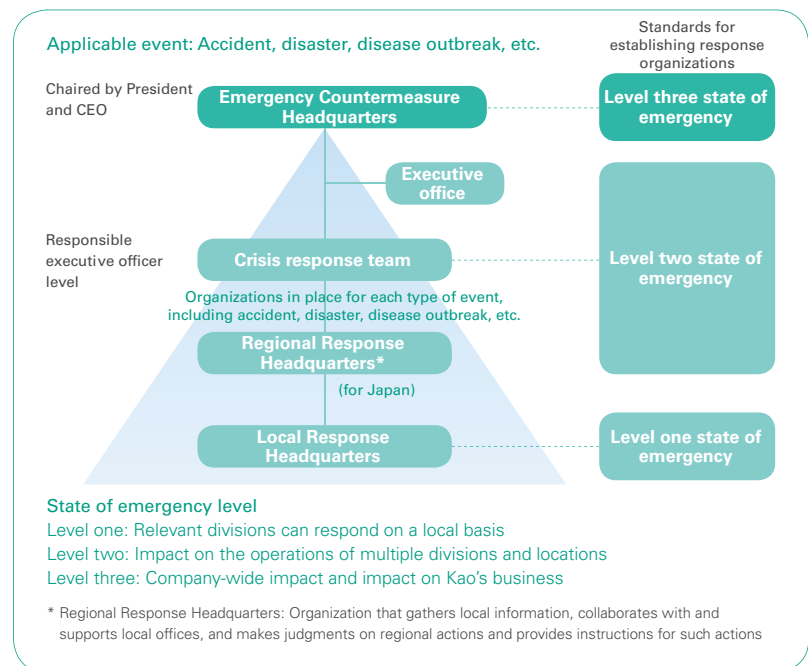 Applicable event: Accident, disaster, disease outbreak, etc.
Standards for
establishing response
organizations
Chaired by President
and CEO
Emergency Countermeasure
Headquarters
Level three state of
emergency
Executive
office
Responsible
executive officer
level
Crisis response team
Level two state of
emergency
Organizations in place for each type of event,
including accident, disaster, disease outbreak, etc.
Regional Response
Headquarters*
(for Japan)
Local Response
Headquarters
Level one state of
emergency
State of emergency level
Level one: Relevant divisions can respond on a local basis
Level two: Impact on the operations of multiple divisions and locations
Level three: Company-wide impact and impact on Kao's business
* Regional Response Headquarters: Organization that gathers local information, collaborates with and
supports local offices, and makes judgments on regional actions and provides instructions for such actions